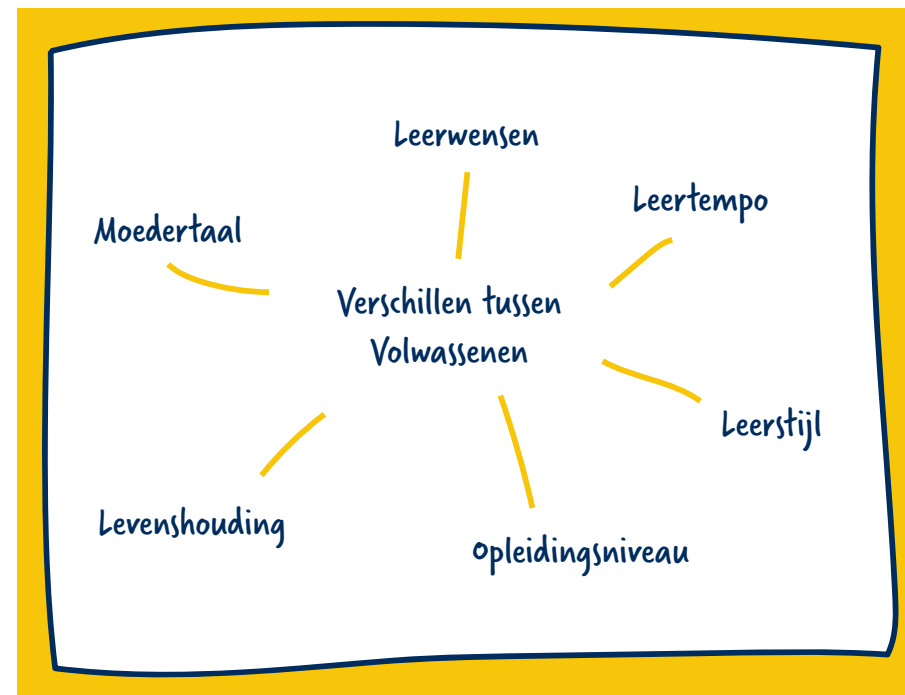 Leerwensen
Leertempo
Moedertaal
Verschillen tussen
Volwassenen
Leerstijl
Levenshouding
Opleidingsniveau